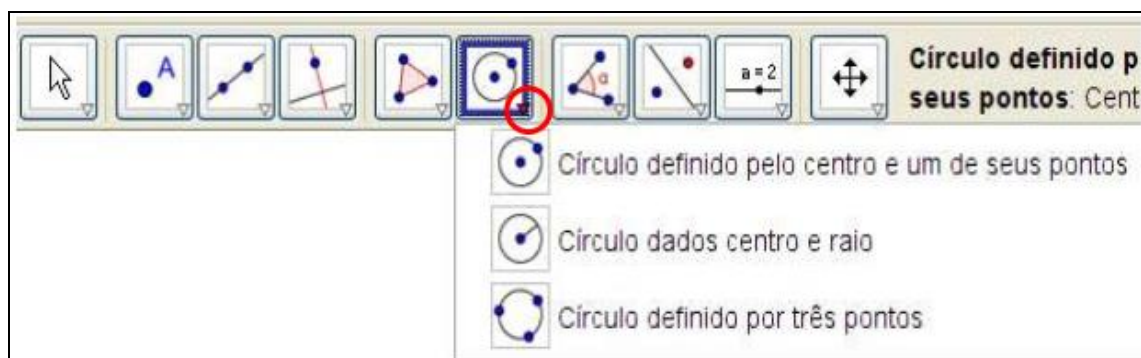 A
α
a = 2
Círculo definido p
seus pontos: Cent
Círculo definido pelo centro e um de seus pontos
Círculo dados centro e raio
Círculo definido por três pontos